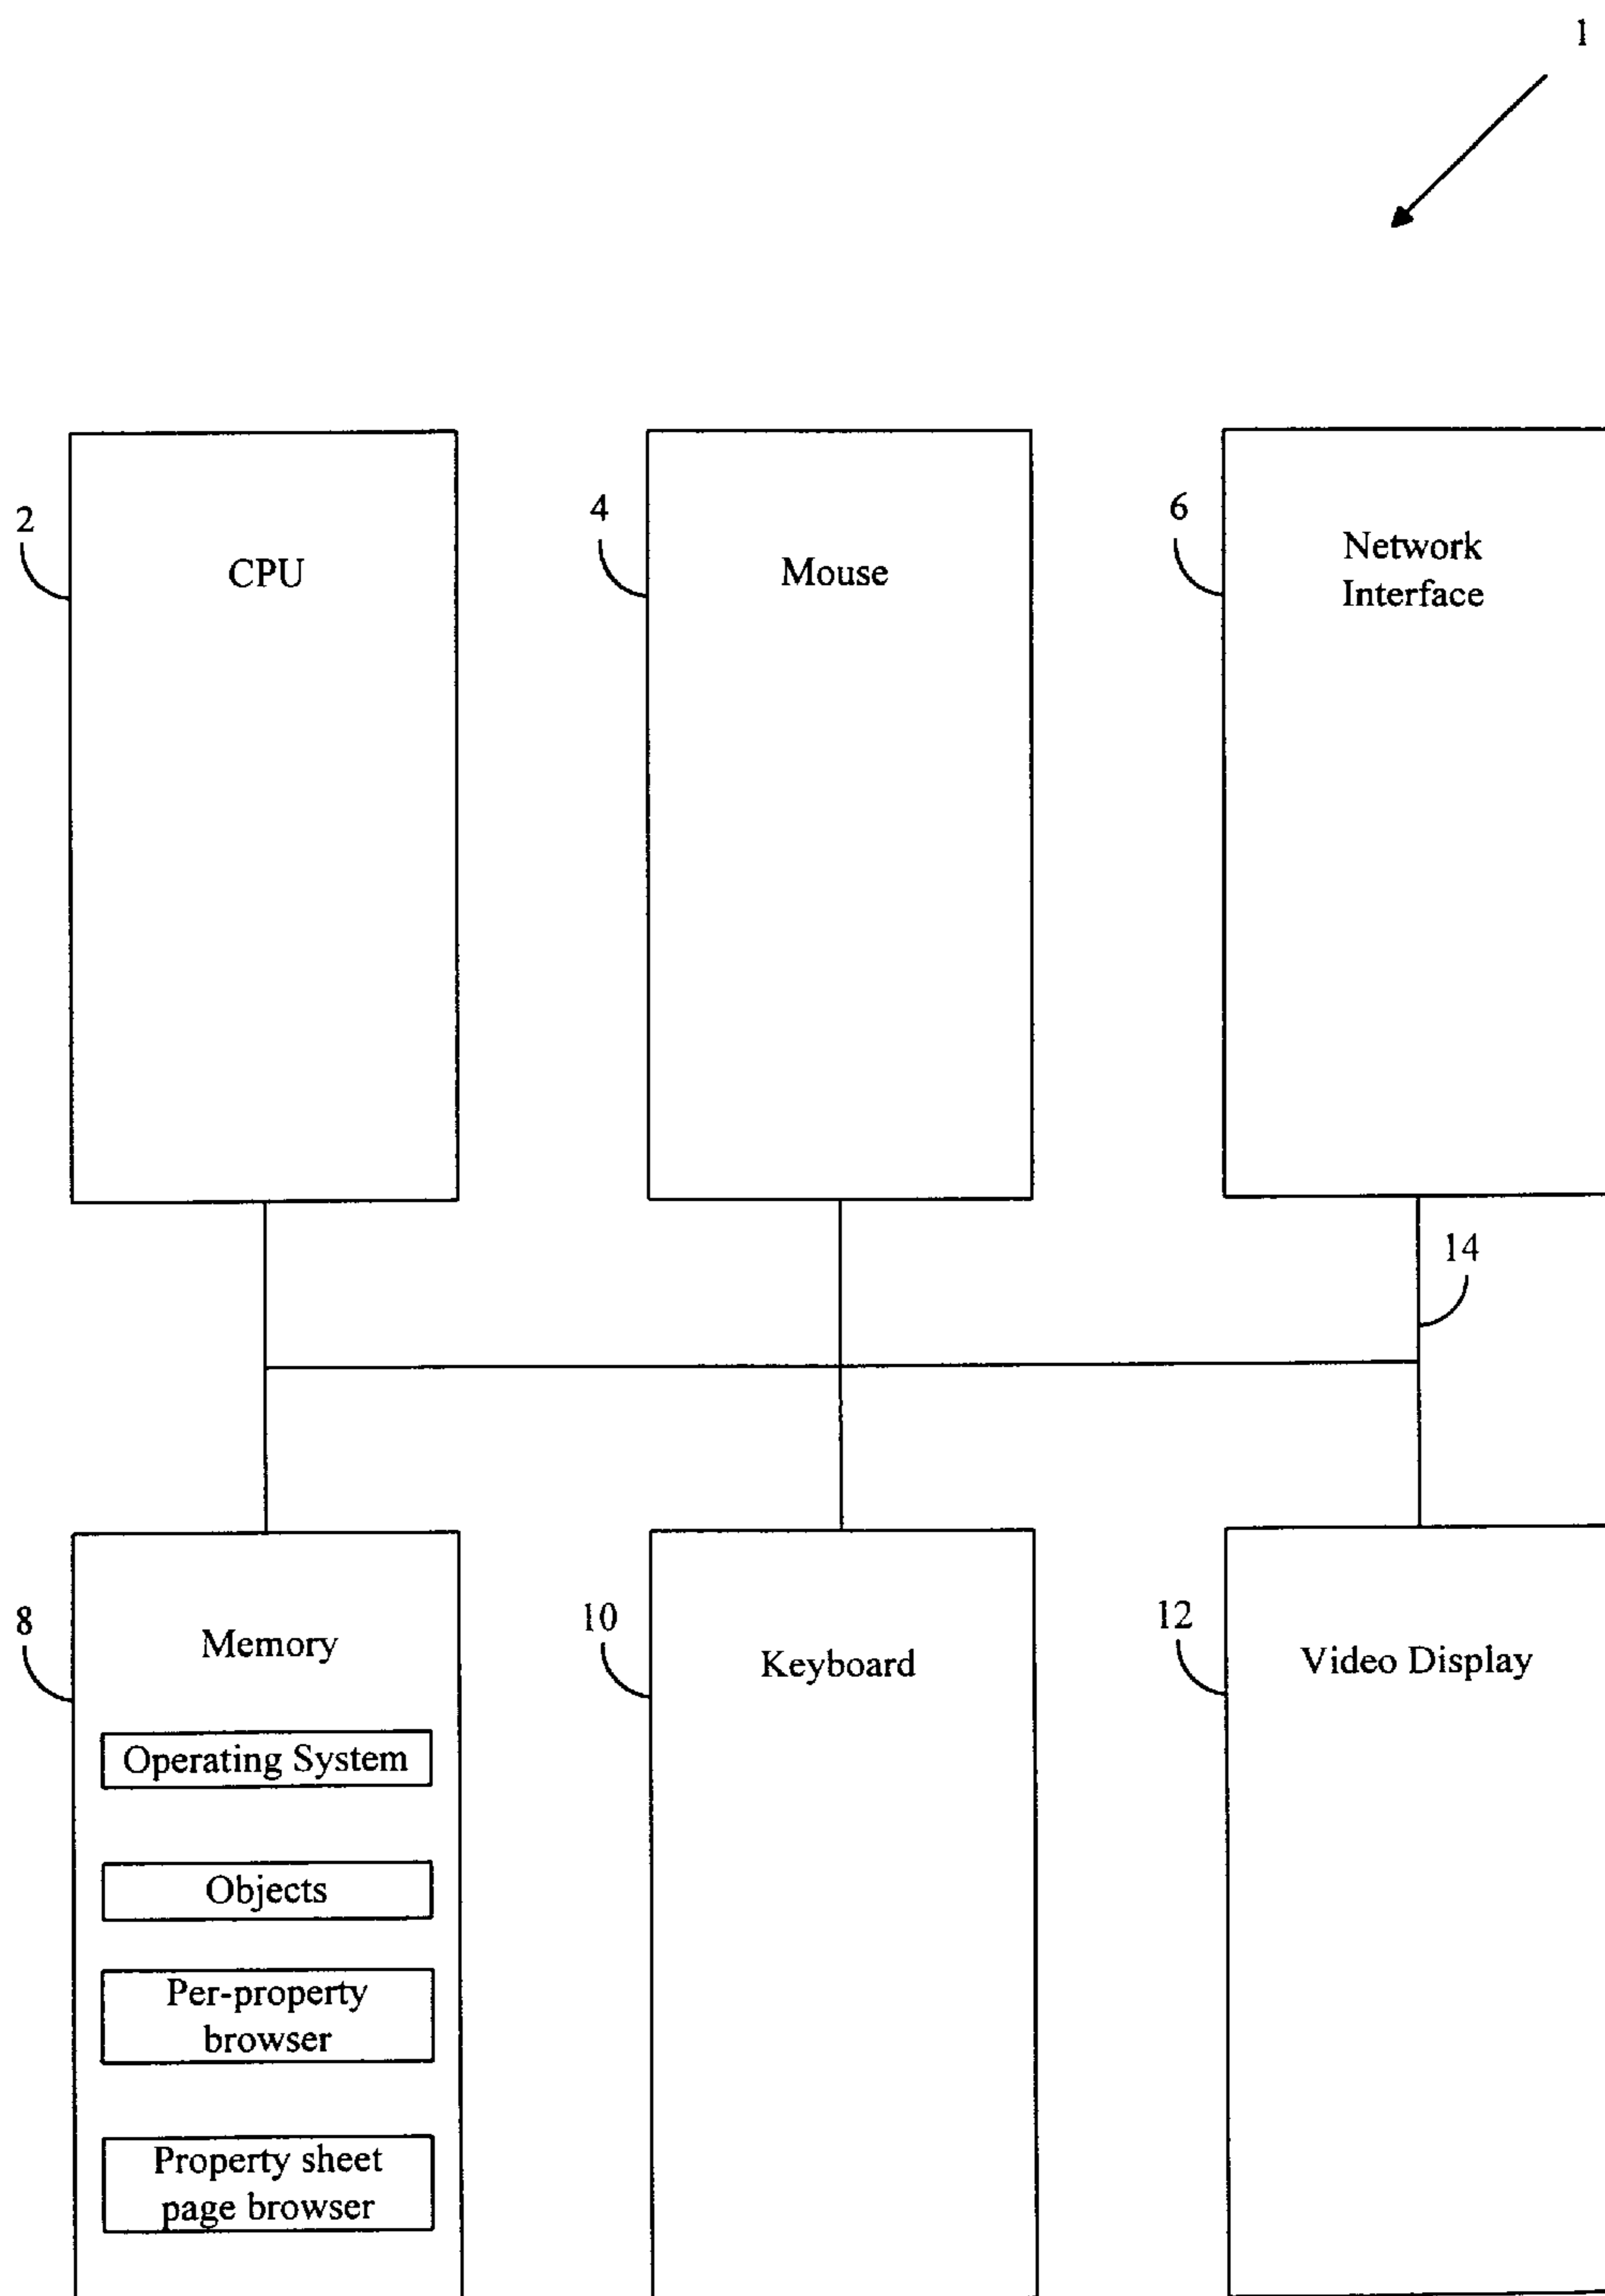 1
2
CPU
4
Mouse
6
Network
Interface
14
8
Memory
Operating System
Objects
Per-property
browser
Property sheet
page browser
10
Keyboard
12
Video Display